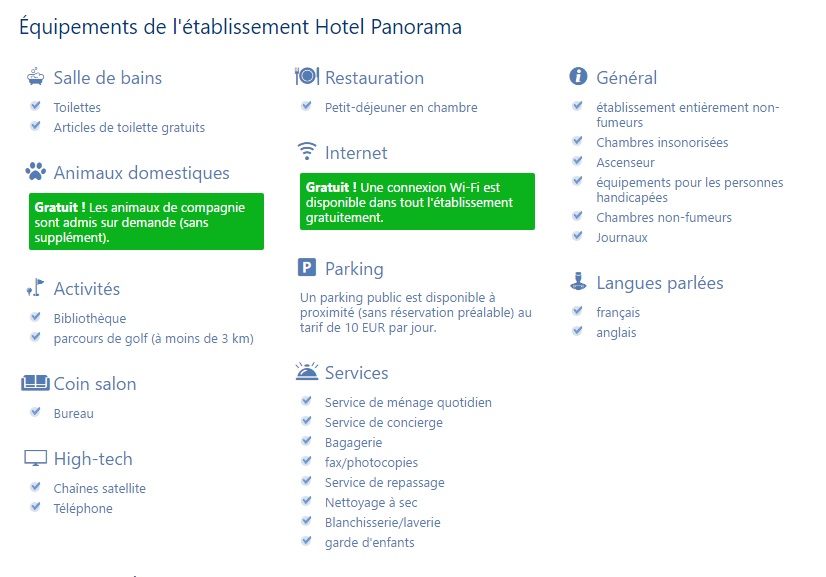 Équipements de l'établissement Hotel Panorama
Salle de bains
Toilettes
Articles de toilette gratuits
Animaux domestiques
Gratuit ! Les animaux de compagnie
sont admis sur demande (sans
supplément).
Activités
Bibliothèque
parcours de golf (à moins de 3 km)
Coin salon
Bureau
High-tech
Chaînes satellite
Téléphone
Restauration
Petit-déjeuner en chambre
Internet
Gratuit ! Une connexion Wi-Fi est
disponible dans tout l'établissement
gratuitement.
P Parking
Un parking public est disponible à
proximité (sans réservation préalable) au
tarif de 10 EUR par jour.
Services
Service de ménage quotidien
Service de concierge
Bagagerie
fax/photocopies
Service de repassage
Nettoyage à sec
Blanchisserie/laverie
garde d'enfants
i Général
établissement entièrement non-
fumeurs
Chambres insonorisées
Ascenseur
équipements pour les personnes
handicapées
Chambres non-fumeurs
Journaux
Langues parlées
français
anglais